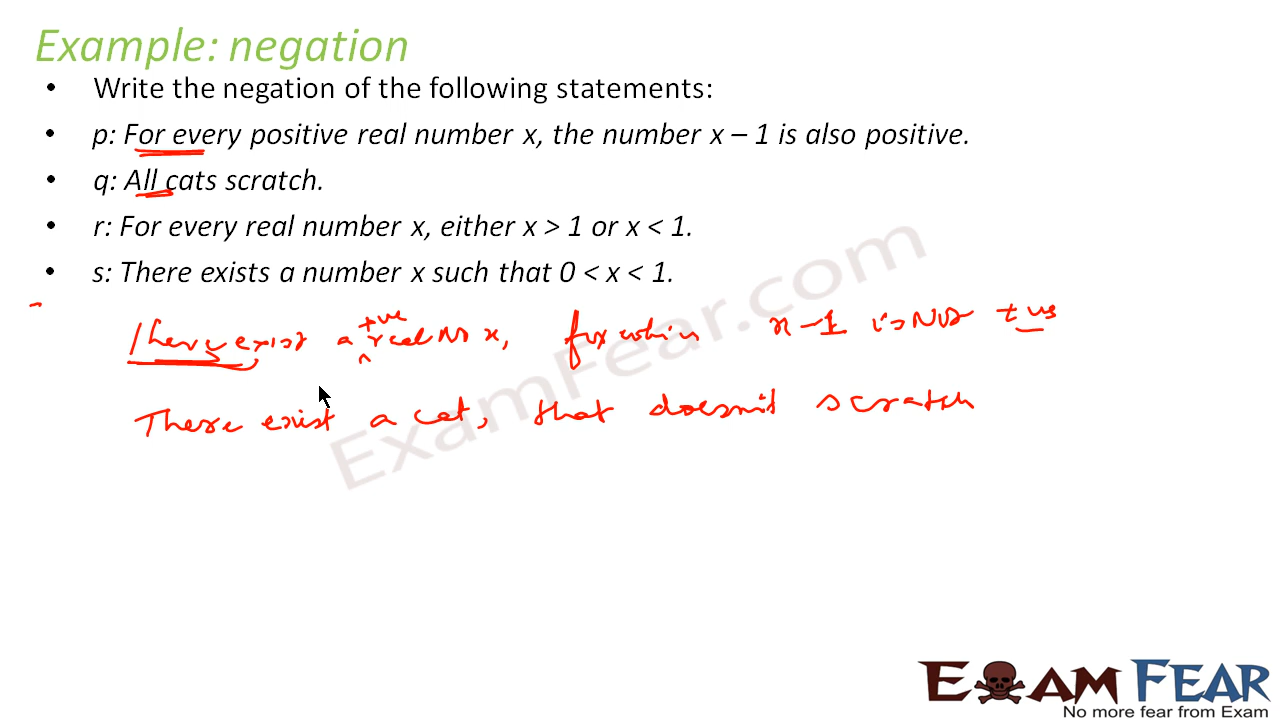 Example: negation
• Write the negation of the following statements:
• p: For every positive real number x, the number x – 1 is also positive.
• q: All cats scratch.
• r: For every real number x, either x > 1 or x < 1.
• s: There exists a number x such that 0 < x < 1.
There exist a +ve real No x, for which x-1 is Not +ve
There exist a cat, that doesn't scratch
ExamFear.com
EXAM FEAR
No more fear from Exam